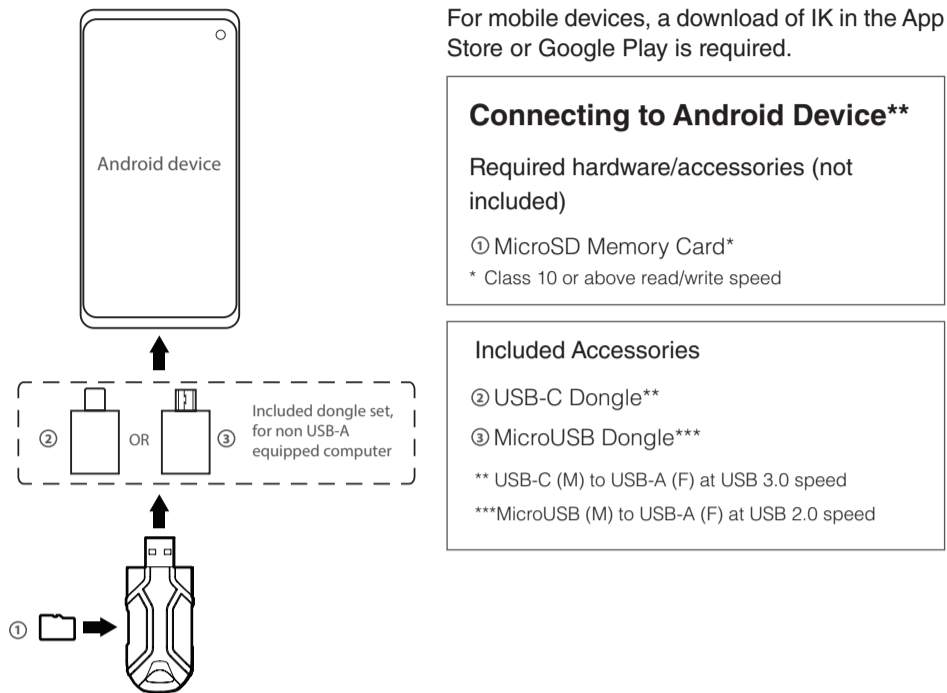 For mobile devices, a download of IK in the App
Store or Google Play is required.
Connecting to Android Device**
Required hardware/accessories (not
included)
① MicroSD Memory Card*
* Class 10 or above read/write speed
Included Accessories
② USB-C Dongle**
③ MicroUSB Dongle***
** USB-C (M) to USB-A (F) at USB 3.0 speed
***MicroUSB (M) to USB-A (F) at USB 2.0 speed
Android device
②
OR
③
Included dongle set,
for non USB-A
equipped computer
①